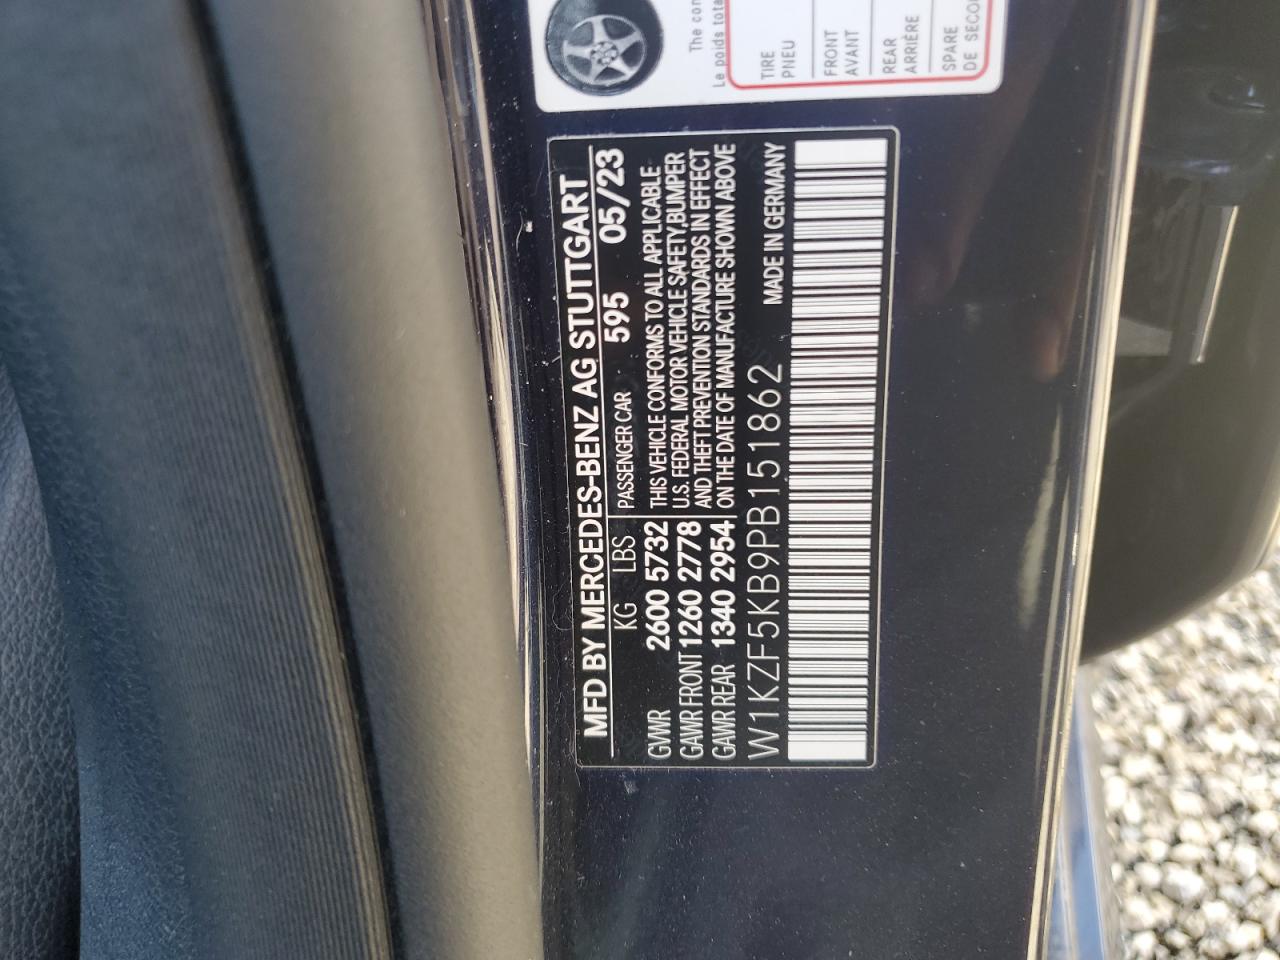 MFD BY MERCEDES-BENZ AG STUTTGART
KG LBS PASSENGER CAR 595 05/23
GVWR 2600 5732 THIS VEHICLE CONFORMS TO ALL APPLICABLE
GAWR FRONT 1260 2778 U.S. FEDERAL MOTOR VEHICLE SAFETY,BUMPER
GAWR REAR 1340 2954 AND THEFT PREVENTION STANDARDS IN EFFECT
ON THE DATE OF MANUFACTURE SHOWN ABOVE
W1KZF5KB9PB151862 MADE IN GERMANY
The
Le poids
TIRE
PNEU
FRONT
AVANT
REAR
ARRIÈRE
SPARE
DE